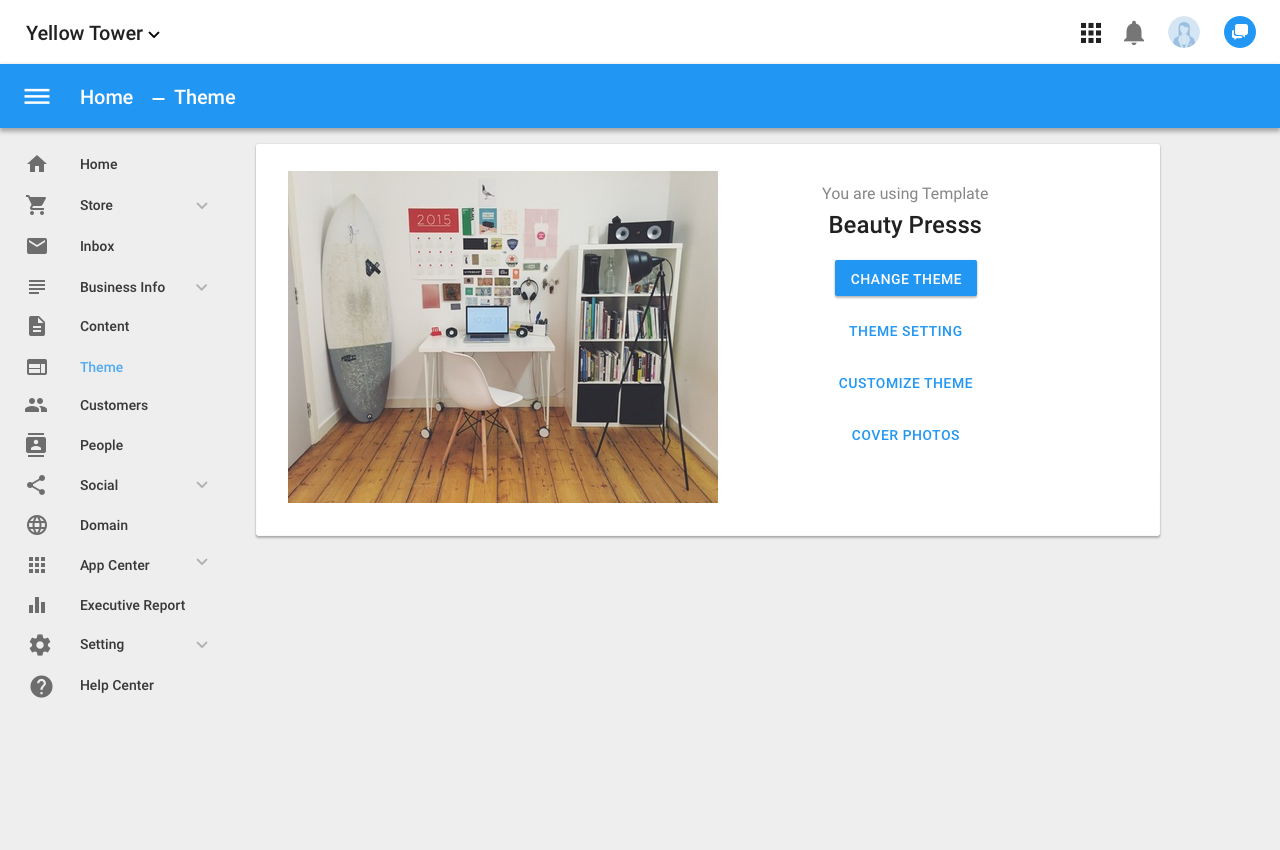 Yellow Tower
Home – Theme
Home
Store
Inbox
Business Info
Content
Theme
Customers
People
Social
Domain
App Center
Executive Report
Setting
Help Center
2015
You are using Template
Beauty Presss
CHANGE THEME
THEME SETTING
CUSTOMIZE THEME
COVER PHOTOS